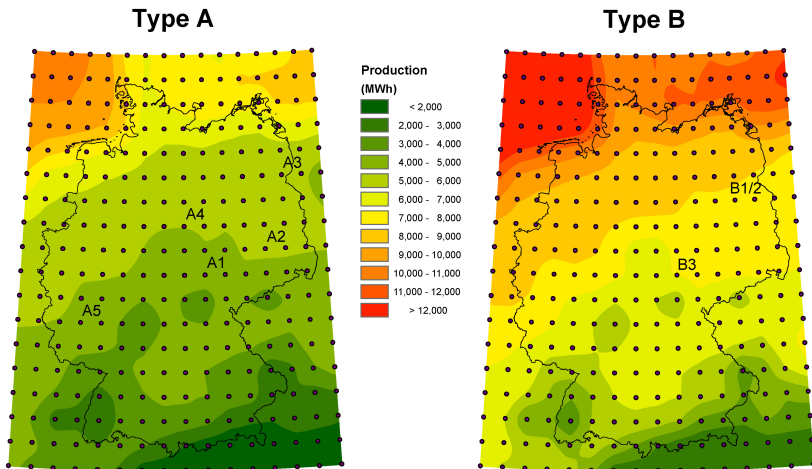 Type A
Type B
Production
(MWh)
< 2,000
2,000 - 3,000
3,000 - 4,000
4,000 - 5,000
5,000 - 6,000
6,000 - 7,000
7,000 - 8,000
8,000 - 9,000
9,000 - 10,000
10,000 - 11,000
11,000 - 12,000
> 12,000
A3
A4
A2
A1
A5
B1/2
B3